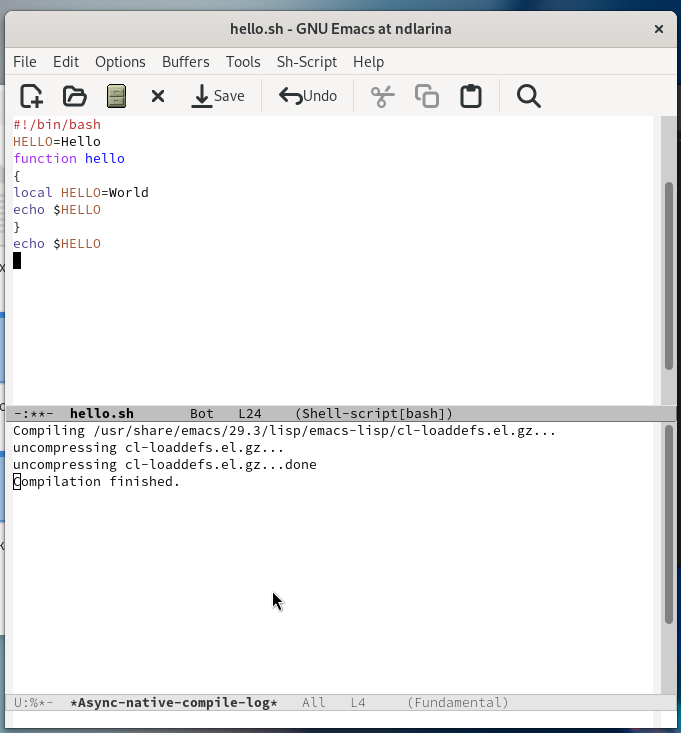 hello.sh - GNU Emacs at ndlarina
File Edit Options Buffers Tools Sh-Script Help
Save Undo
#!/bin/bash
HELLO=Hello
function hello
{
local HELLO=World
echo $HELLO
}
echo $HELLO
-:**- hello.sh Bot L24 (Shell-script[bash])
Compiling /usr/share/emacs/29.3/lisp/emacs-lisp/cl-loaddefs.el.gz...
uncompressing cl-loaddefs.el.gz...
uncompressing cl-loaddefs.el.gz...done
Compilation finished.
U:%*- *Async-native-compile-log* All L4 (Fundamental)